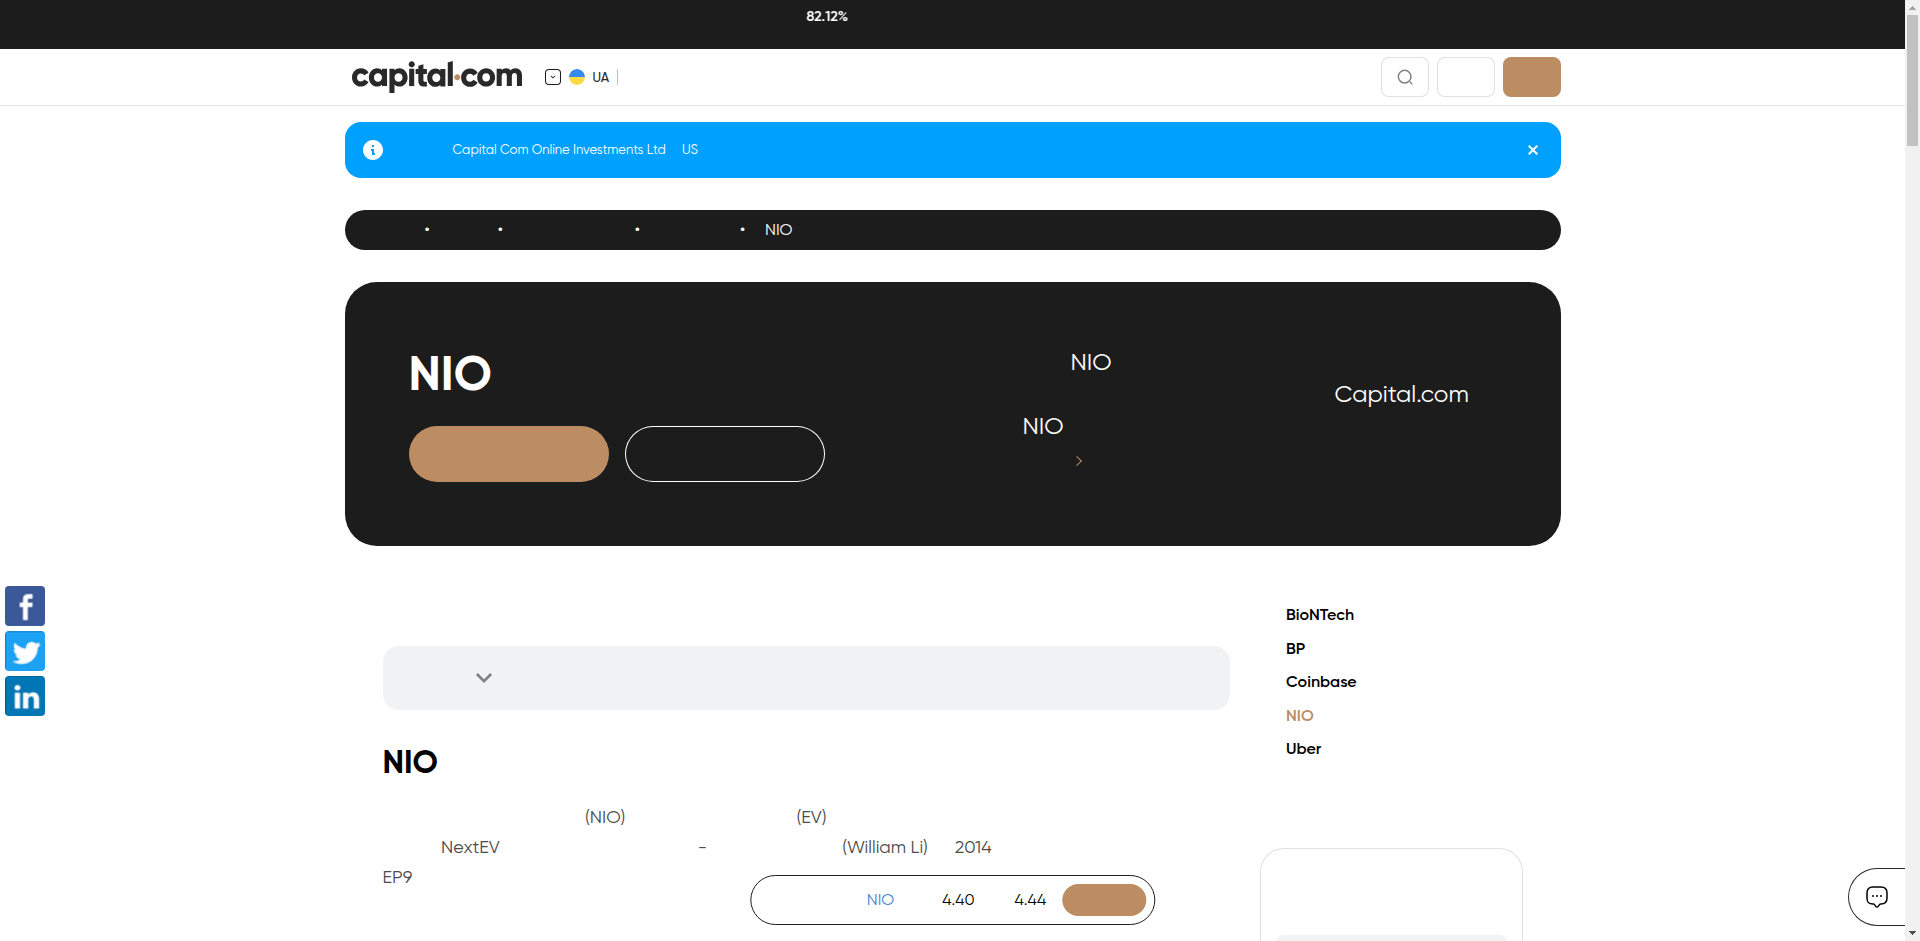 82.12%
capital.com UA
Capital Com Online Investments Ltd US
• • • • NIO
NIO
NIO
Capital.com
NIO
BioNTech
BP
Coinbase
NIO
Uber
NIO
(NIO) (EV)
NextEV - (William Li) 2014
EP9
NIO 4.40 4.44